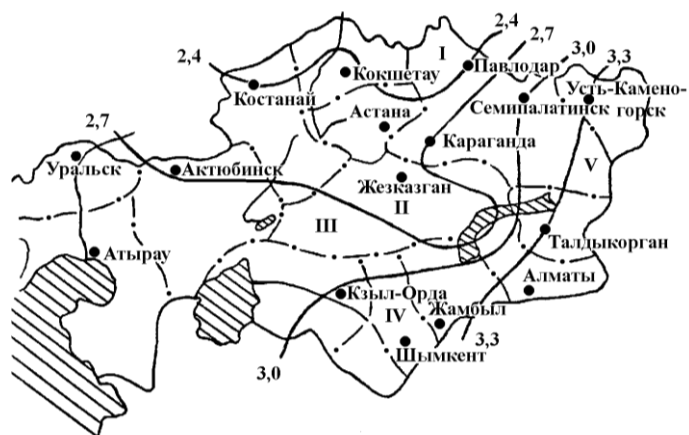 2,4
I
2,4
2,7
3,0
3,3
Кокшетау
Павлодар
Костанай
Семипалатинск
Усть-Камено-
горск
Астана
2,7
Караганда
Уральск
Актюбинск
V
Жезказган
II
III
Талдыкорган
Атырау
Алматы
Кзыл-Орда
IV
Жамбыл
3,3
Шымкент
3,0